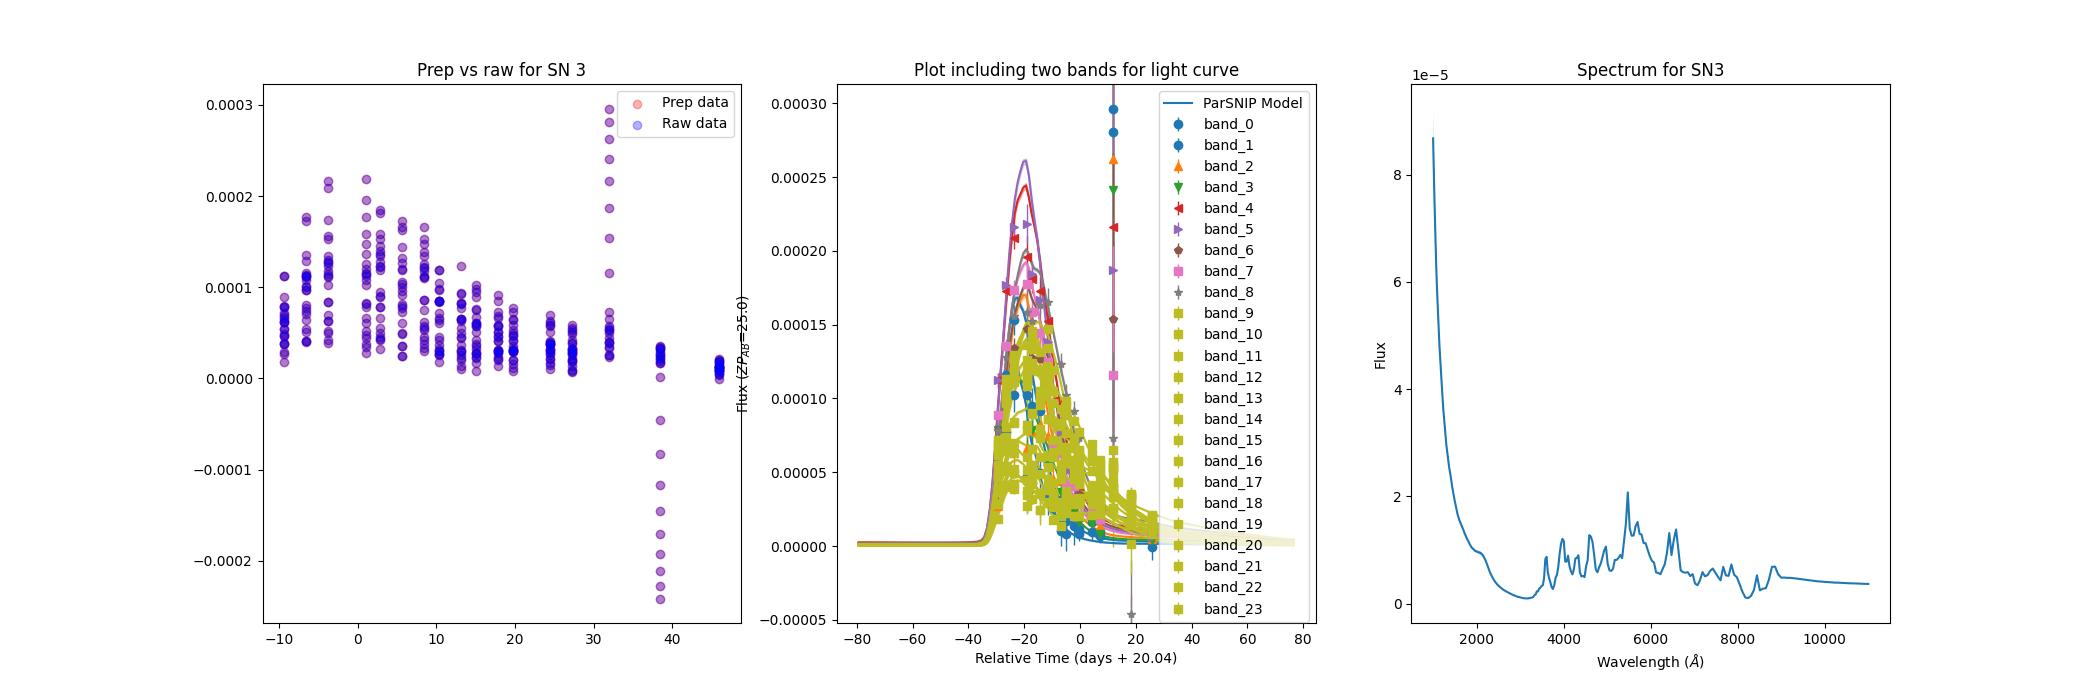 Prep vs raw for SN 3
Prep data
Raw data
0.0003
0.0002
0.0001
0.0000
−0.0001
−0.0002
−10
0
10
20
30
40
Plot including two bands for light curve
Flux (ZP_AB=25.0)
0.00030
0.00025
0.00020
0.00015
0.00010
0.00005
0.00000
−0.00005
ParSNIP Model
band_0
band_1
band_2
band_3
band_4
band_5
band_6
band_7
band_8
band_9
band_10
band_11
band_12
band_13
band_14
band_15
band_16
band_17
band_18
band_19
band_20
band_21
band_22
band_23
−80
−60
−40
−20
0
20
40
60
80
Relative Time (days + 20.04)
Spectrum for SN3
1e−5
Flux
8
6
4
2
0
2000
4000
6000
8000
10000
Wavelength (Å)